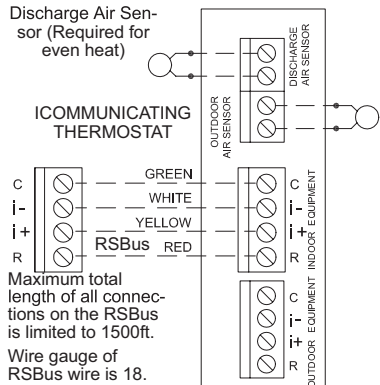 Discharge Air Sen-
sor (Required for
even heat)
DISCHARGE
AIR SENSOR
ICOMMUNICATING
THERMOSTAT
OUTDOOR
AIR SENSOR
C
i-
i+
R
GREEN
WHITE
YELLOW
RSBus RED
C
i-
i+
R
INDOOR EQUIPMENT
Maximum total
length of all connec-
tions on the RSBus
is limited to 1500ft.
Wire gauge of
RSBus wire is 18.
C
i-
i+
R
OUTDOOR EQUIPMENT